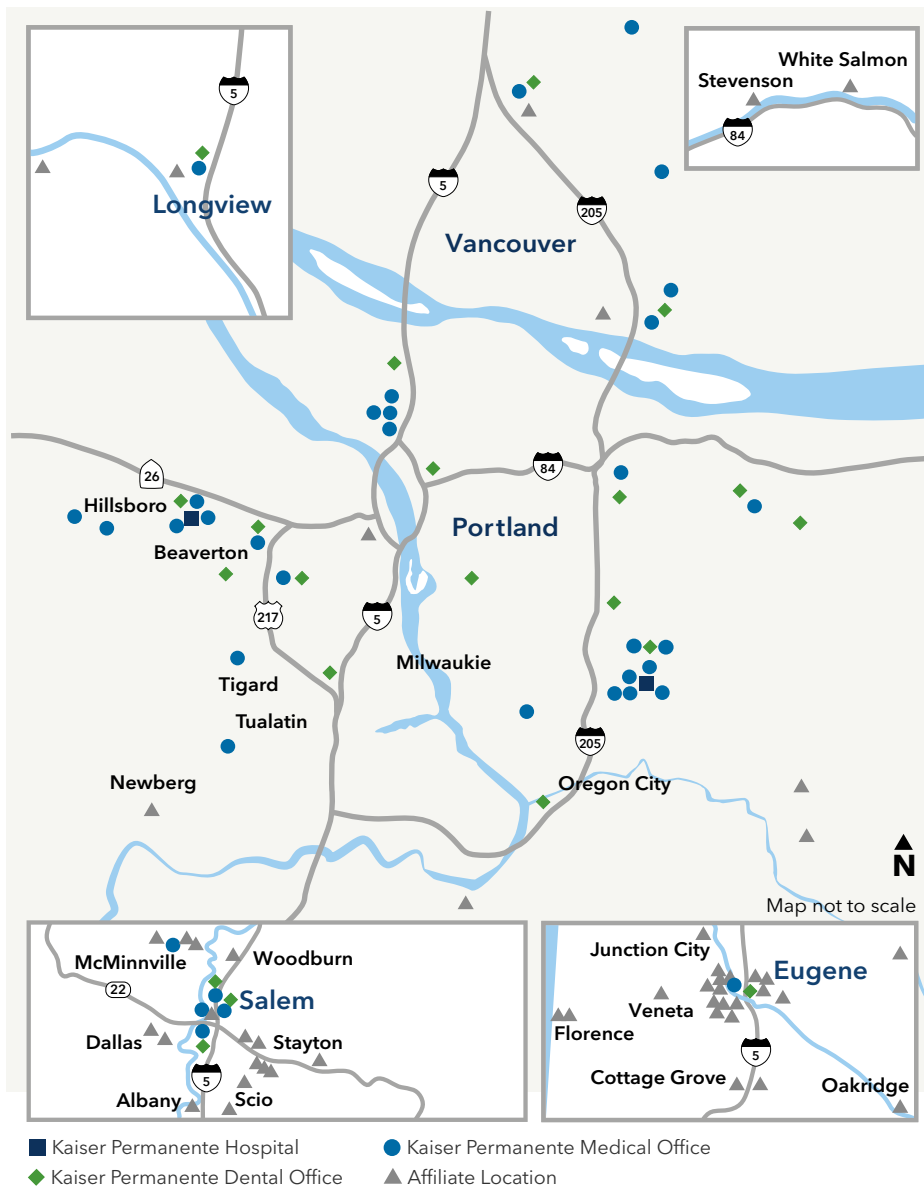 5
Longview
White Salmon
Stevenson
84
5
205
Vancouver
26
84
Hillsboro
Beaverton
Portland
217
5
Milwaukie
Tigard
Tualatin
205
Newberg
Oregon City
N
Map not to scale
McMinnville
Woodburn
22
Salem
Dallas
Stayton
5
Albany
Scio
Junction City
Eugene
Veneta
Florence
5
Cottage Grove
Oakridge
Kaiser Permanente Hospital
Kaiser Permanente Medical Office
Kaiser Permanente Dental Office
Affiliate Location